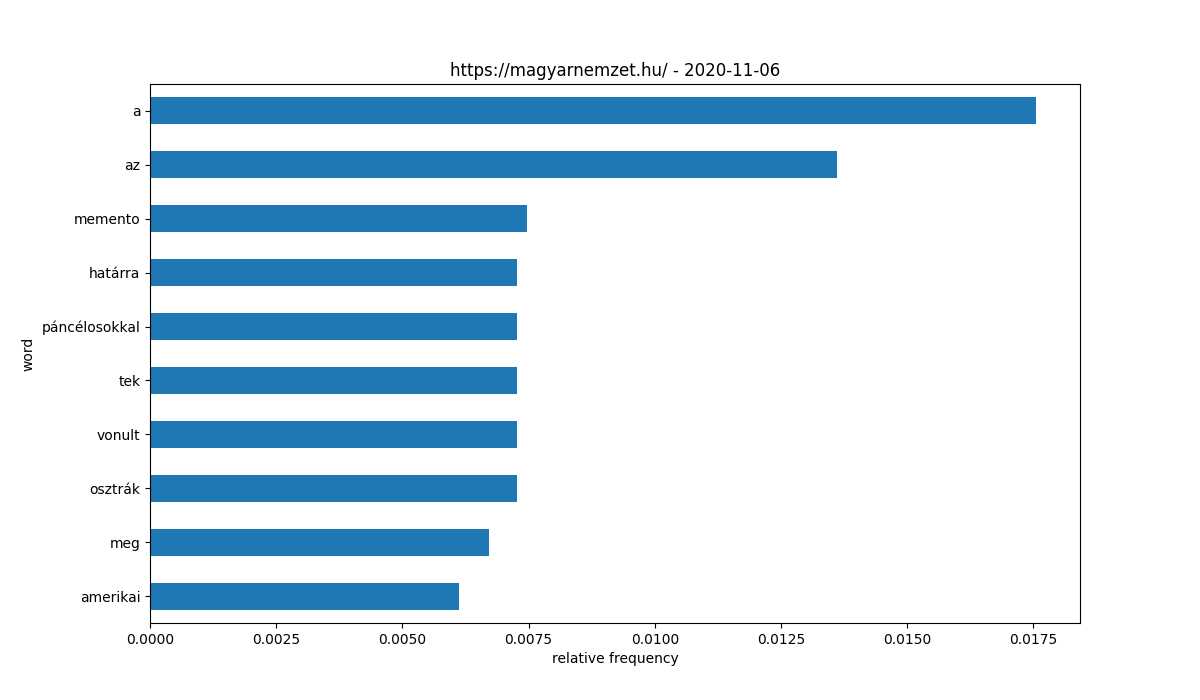 https://magyarnemzet.hu/ - 2020-11-06
a
az
memento
határra
páncélosokkal
tek
vonult
osztrák
meg
amerikai
word
0.0000 0.0025 0.0050 0.0075 0.0100 0.0125 0.0150 0.0175
relative frequency